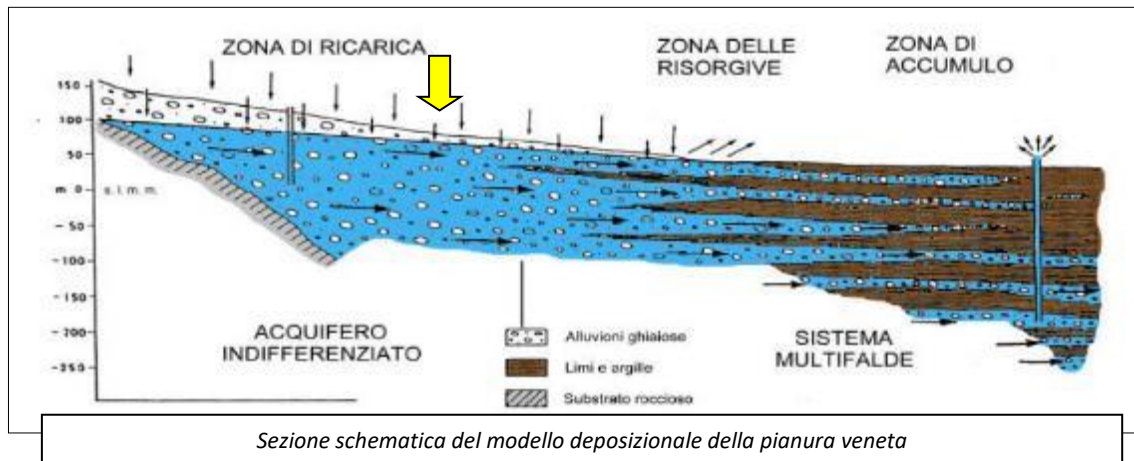 ZONA DI RICARICA
ZONA DELLE
RISORGIVE
ZONA DI
ACCUMULO
150
100
50
m 0
s. l. m. m.
- 50
-100
-150
-200
-350
ACQUIFERO
INDIFFERENZIATO
Alluvioni ghiaiose
Limi e argille
Substrato roccioso
SISTEMA
MULTIFALDE
Sezione schematica del modello deposizionale della pianura veneta